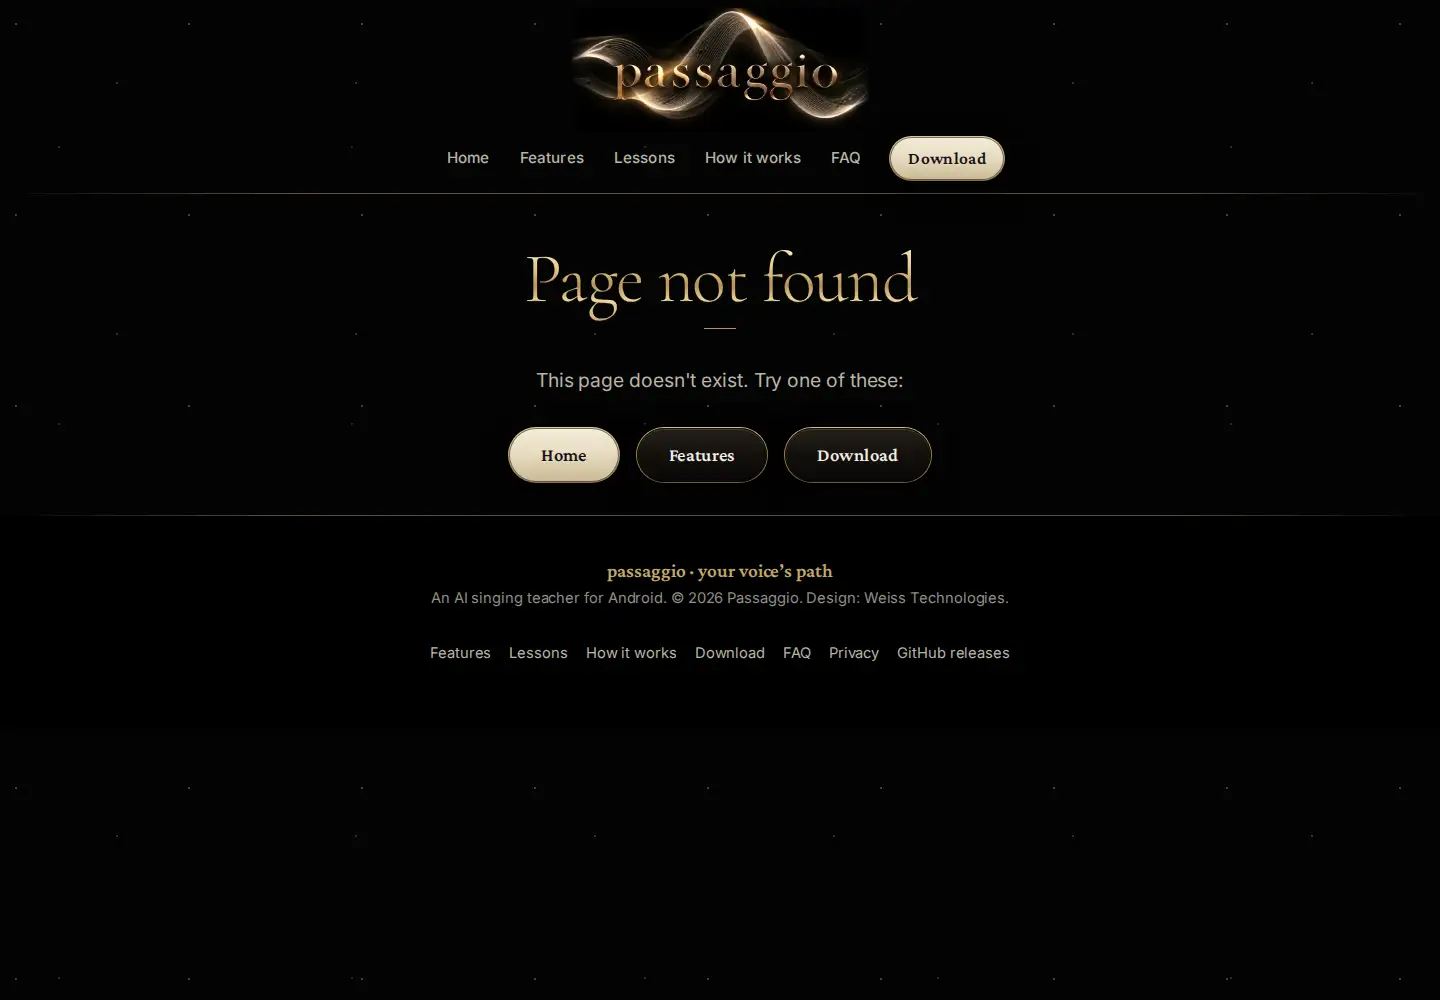 passaggio
Home Features Lessons How it works FAQ Download
Page not found
This page doesn't exist. Try one of these:
Home Features Download
passaggio · your voice’s path
An AI singing teacher for Android. © 2026 Passaggio. Design: Weiss Technologies.
Features Lessons How it works Download FAQ Privacy GitHub releases